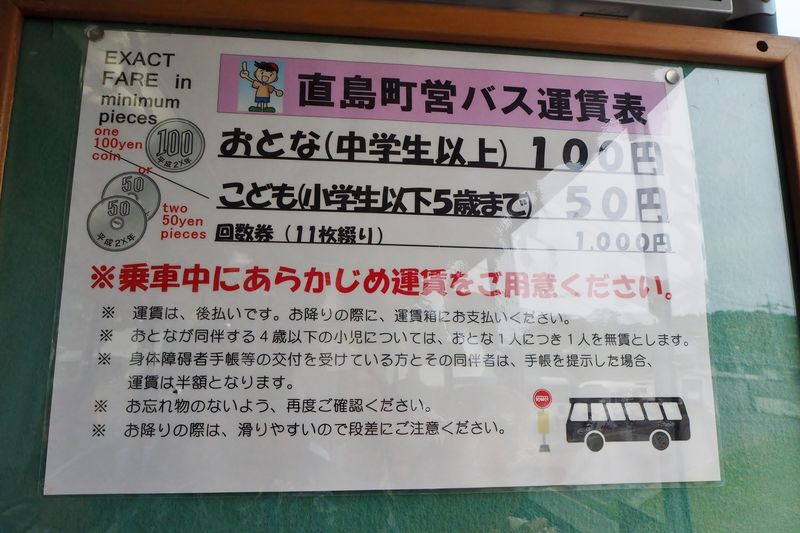 EXACT
FARE in
minimum
pieces
one
100yen
coin
or
two
50yen
pieces
100
平成2X年
50
50
平成2X年
直島町営バス運賃表
おとな(中学生以上) 100円
こども(小学生以下5歳まで) 50円
回数券（11枚綴り） 1,000円
※乗車中にあらかじめ運賃をご用意ください。
※ 運賃は、後払いです。お降りの際に、運賃箱にお支払いください。
※ おとなが同伴する4歳以下の小児については、おとな1人につき1人を無賃とします。
※ 身体障碍者手帳等の交付を受けている方とその同伴者は、手帳を提示した場合、
運賃は半額となります。
※ お忘れ物のないよう、再度ご確認ください。
※ お降りの際は、滑りやすいので段差にご注意ください。